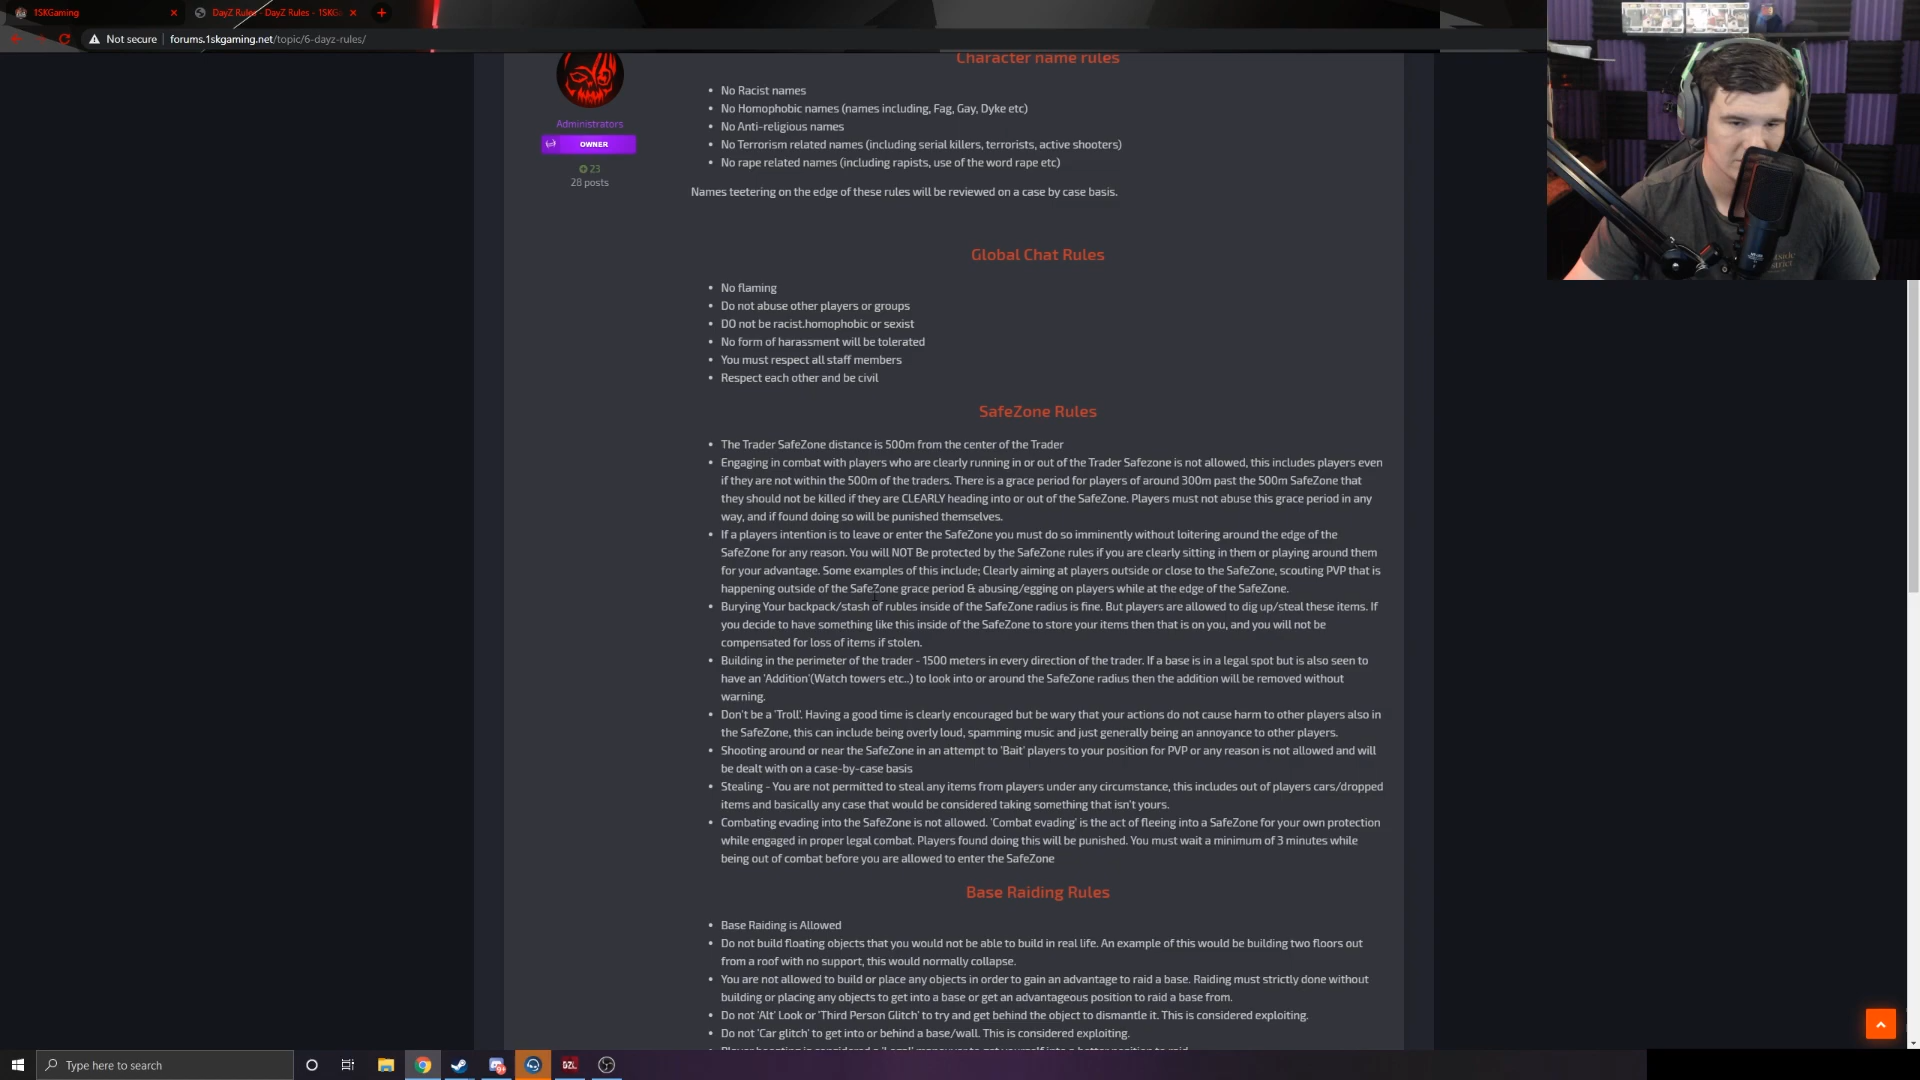 1SKGaming
DayZ Rules - DayZ Rules - 1SKG
Not secure
forums.1skgaming.net/topic/6-dayz-rules/
Administrators
OWNER
23
28 posts
Character name rules
No Racist names
No Homophobic names (names including, Fag, Gay, Dyke etc)
No Anti-religious names
No Terrorism related names (including serial killers, terrorists, active shooters)
No rape related names (including rapists, use of the word rape etc)
Names teetering on the edge of these rules will be reviewed on a case by case basis.
Global Chat Rules
No flaming
Do not abuse other players or groups
DO not be racist.homophobic or sexist
No form of harassment will be tolerated
You must respect all staff members
Respect each other and be civil
SafeZone Rules
The Trader SafeZone distance is 500m from the center of the Trader
Engaging in combat with players who are clearly running in or out of the Trader Safezone is not allowed, this includes players even
if they are not within the 500m of the traders. There is a grace period for players of around 300m past the 500m SafeZone that
they should not be killed if they are CLEARLY heading into or out of the SafeZone. Players must not abuse this grace period in any
way, and if found doing so will be punished themselves.
If a players intention is to leave or enter the SafeZone you must do so imminently without loitering around the edge of the
SafeZone for any reason. You will NOT Be protected by the SafeZone rules if you are clearly sitting in them or playing around them
for your advantage. Some examples of this include; Clearly aiming at players outside or close to the SafeZone, scouting PVP that is
happening outside of the SafeZone grace period & abusing/egging on players while at the edge of the SafeZone.
Burying Your backpack/stash of rubles inside of the SafeZone radius is fine. But players are allowed to dig up/steal these items. If
you decide to have something like this inside of the SafeZone to store your items then that is on you, and you will not be
compensated for loss of items if stolen.
Building in the perimeter of the trader - 1500 meters in every direction of the trader. If a base is in a legal spot but is also seen to
have an 'Addition'(Watch towers etc..) to look into or around the SafeZone radius then the addition will be removed without
warning.
Don't be a 'Troll'. Having a good time is clearly encouraged but be wary that your actions do not cause harm to other players also in
the SafeZone, this can include being overly loud, spamming music and just generally being an annoyance to other players.
Shooting around or near the SafeZone in an attempt to 'Bait' players to your position for PVP or any reason is not allowed and will
be dealt with on a case-by-case basis
Stealing - You are not permitted to steal any items from players under any circumstance, this includes out of players cars/dropped
items and basically any case that would be considered taking something that isn't yours.
Combating evading into the SafeZone is not allowed. 'Combat evading' is the act of fleeing into a SafeZone for your own protection
while engaged in proper legal combat. Players found doing this will be punished. You must wait a minimum of 3 minutes while
being out of combat before you are allowed to enter the SafeZone
Base Raiding Rules
Base Raiding is Allowed
Do not build floating objects that you would not be able to build in real life. An example of this would be building two floors out
from a roof with no support, this would normally collapse.
You are not allowed to build or place any objects in order to gain an advantage to raid a base. Raiding must strictly done without
building or placing any objects to get into a base or get an advantageous position to raid a base from.
Do not 'Alt' Look or 'Third Person Glitch' to try and get behind the object to dismantle it. This is considered exploiting.
Do not 'Car glitch' to get into or behind a base/wall. This is considered exploiting.
Type here to search
DZL